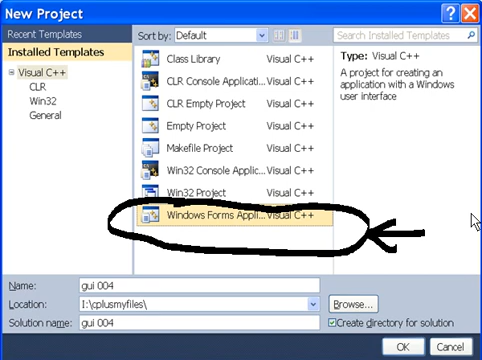 New Project
Recent Templates
Installed Templates
Visual C++
CLR
Win32
General
Sort by: Default
Class Library Visual C++
CLR Console Applicati... Visual C++
CLR Empty Project Visual C++
Empty Project Visual C++
Makefile Project Visual C++
Win32 Console Applic... Visual C++
Win32 Project Visual C++
Windows Forms Appli... Visual C++
Search Installed Templates
Type: Visual C++
A project for creating an
application with a Windows
user interface
Name: gui 004
Location: I:\cplusmyfiles\ Browse...
Solution name: gui 004 Create directory for solution
OK Cancel